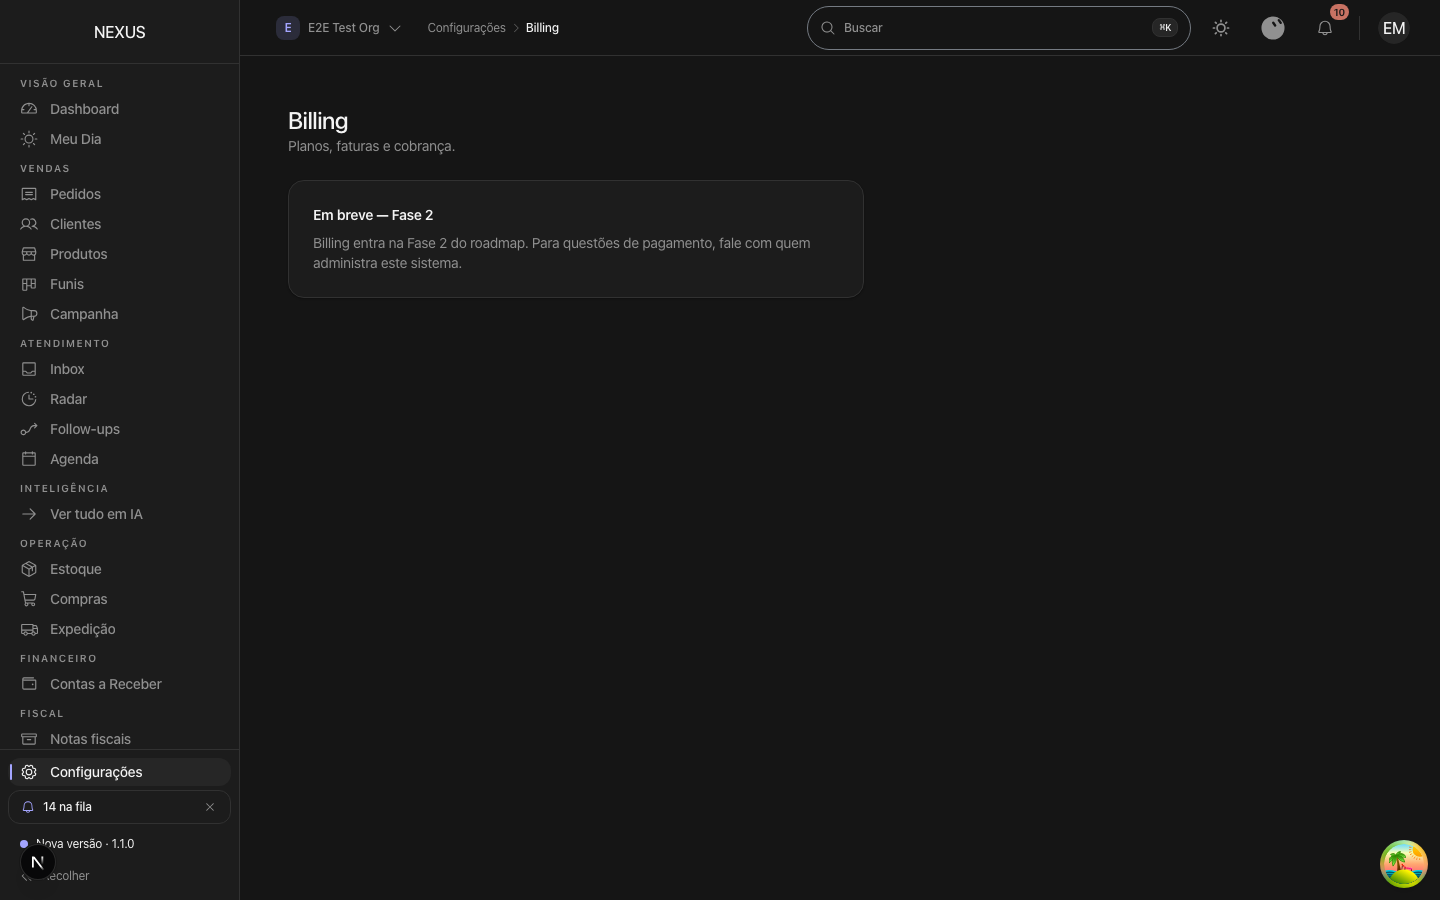 NEXUS
E
E2E Test Org
Configurações
Billing
Buscar
⌘K
10
EM
VISÃO GERAL
Dashboard
Meu Dia
VENDAS
Pedidos
Clientes
Produtos
Funis
Campanha
ATENDIMENTO
Inbox
Radar
Follow-ups
Agenda
INTELIGÊNCIA
Ver tudo em IA
OPERAÇÃO
Estoque
Compras
Expedição
FINANCEIRO
Contas a Receber
FISCAL
Notas fiscais
Configurações
14 na fila
Nova versão · 1.1.0
N
Billing
Planos, faturas e cobrança.
Em breve — Fase 2
Billing entra na Fase 2 do roadmap. Para questões de pagamento, fale com quem
administra este sistema.